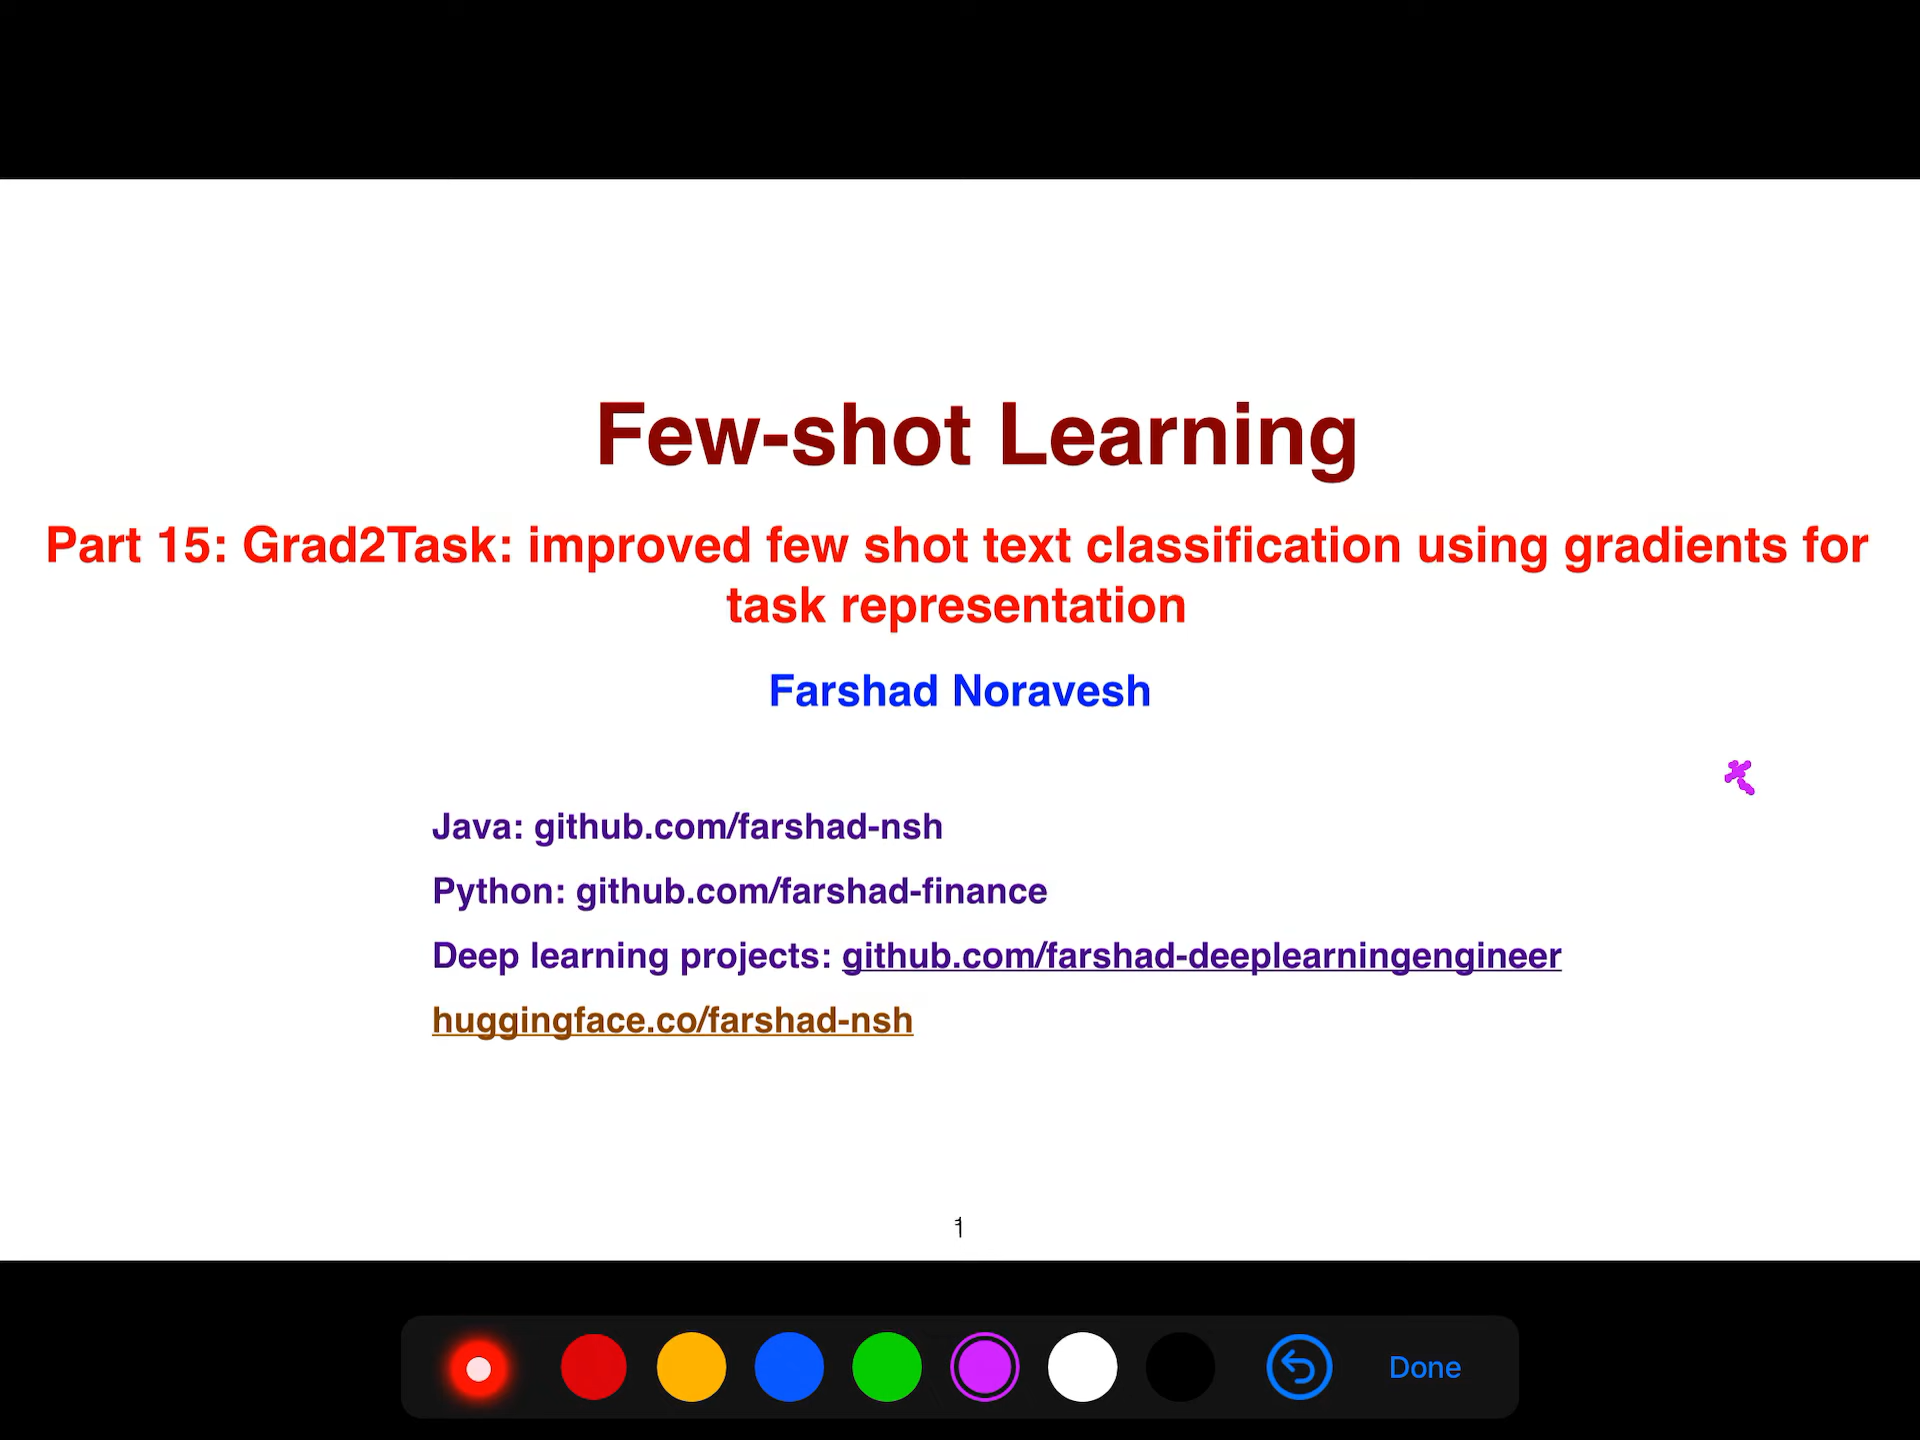 Few-shot Learning
Part 15: Grad2Task: improved few shot text classification using gradients for
task representation
Farshad Noravesh
Java: github.com/farshad-nsh
Python: github.com/farshad-finance
Deep learning projects: github.com/farshad-deeplearningengineer
huggingface.co/farshad-nsh
1
Done